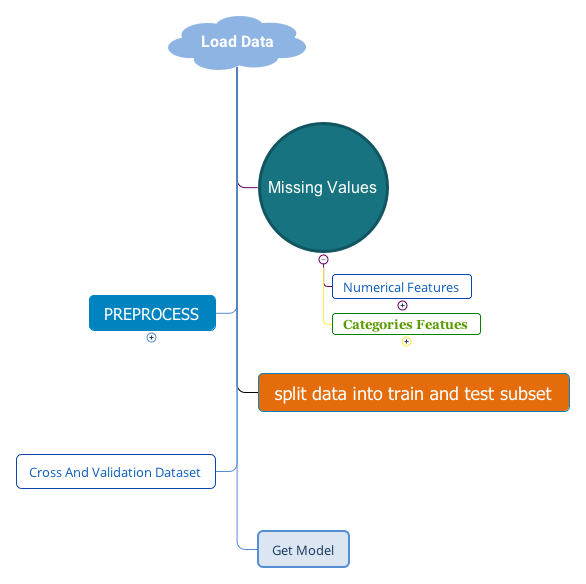 Load Data
Missing Values
Numerical Features
Categories Featues
PREPROCESS
split data into train and test subset
Cross And Validation Dataset
Get Model